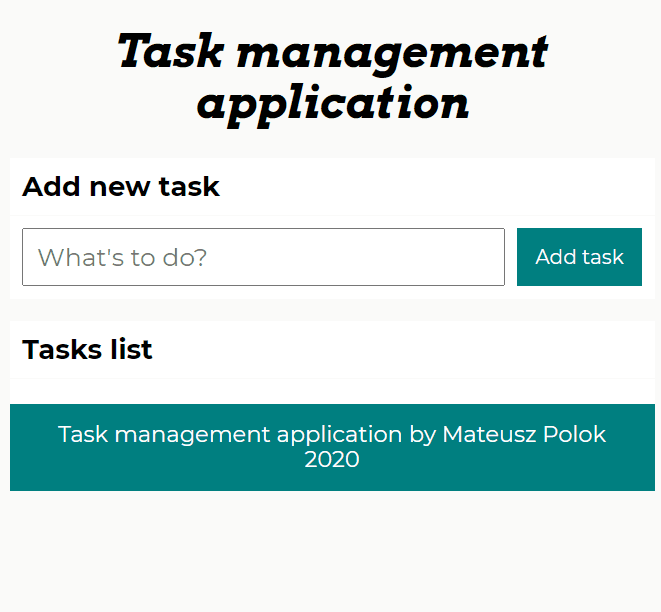 Task management
application
Add new task
What's to do?
Add task
Tasks list
Task management application by Mateusz Polok
2020